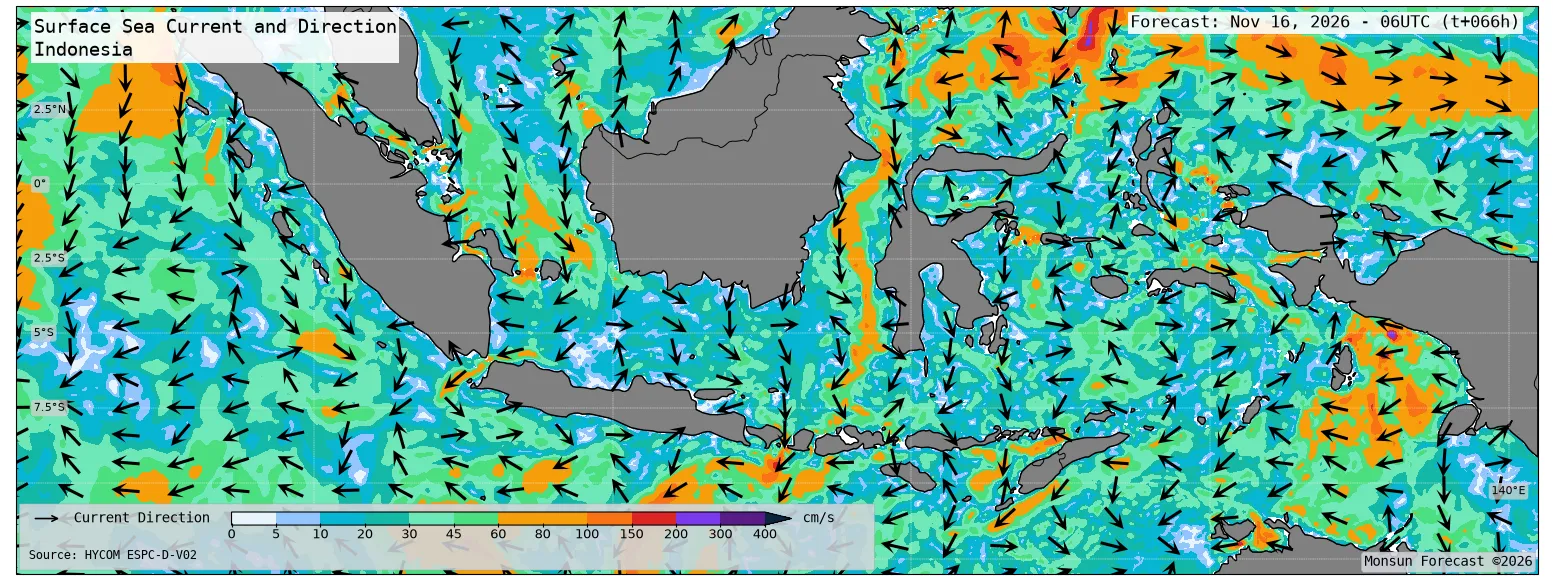 Surface Sea Current and Direction
Indonesia
Forecast: Nov 16, 2026 - 06UTC (t+066h)
2.5°N
0°
2.5°S
5°S
7.5°S
140°E
Current Direction
0 5 10 20 30 45 60 80 100 150 200 300 400 cm/s
Source: HYCOM ESPC-D-V02
Monsun Forecast ©2026